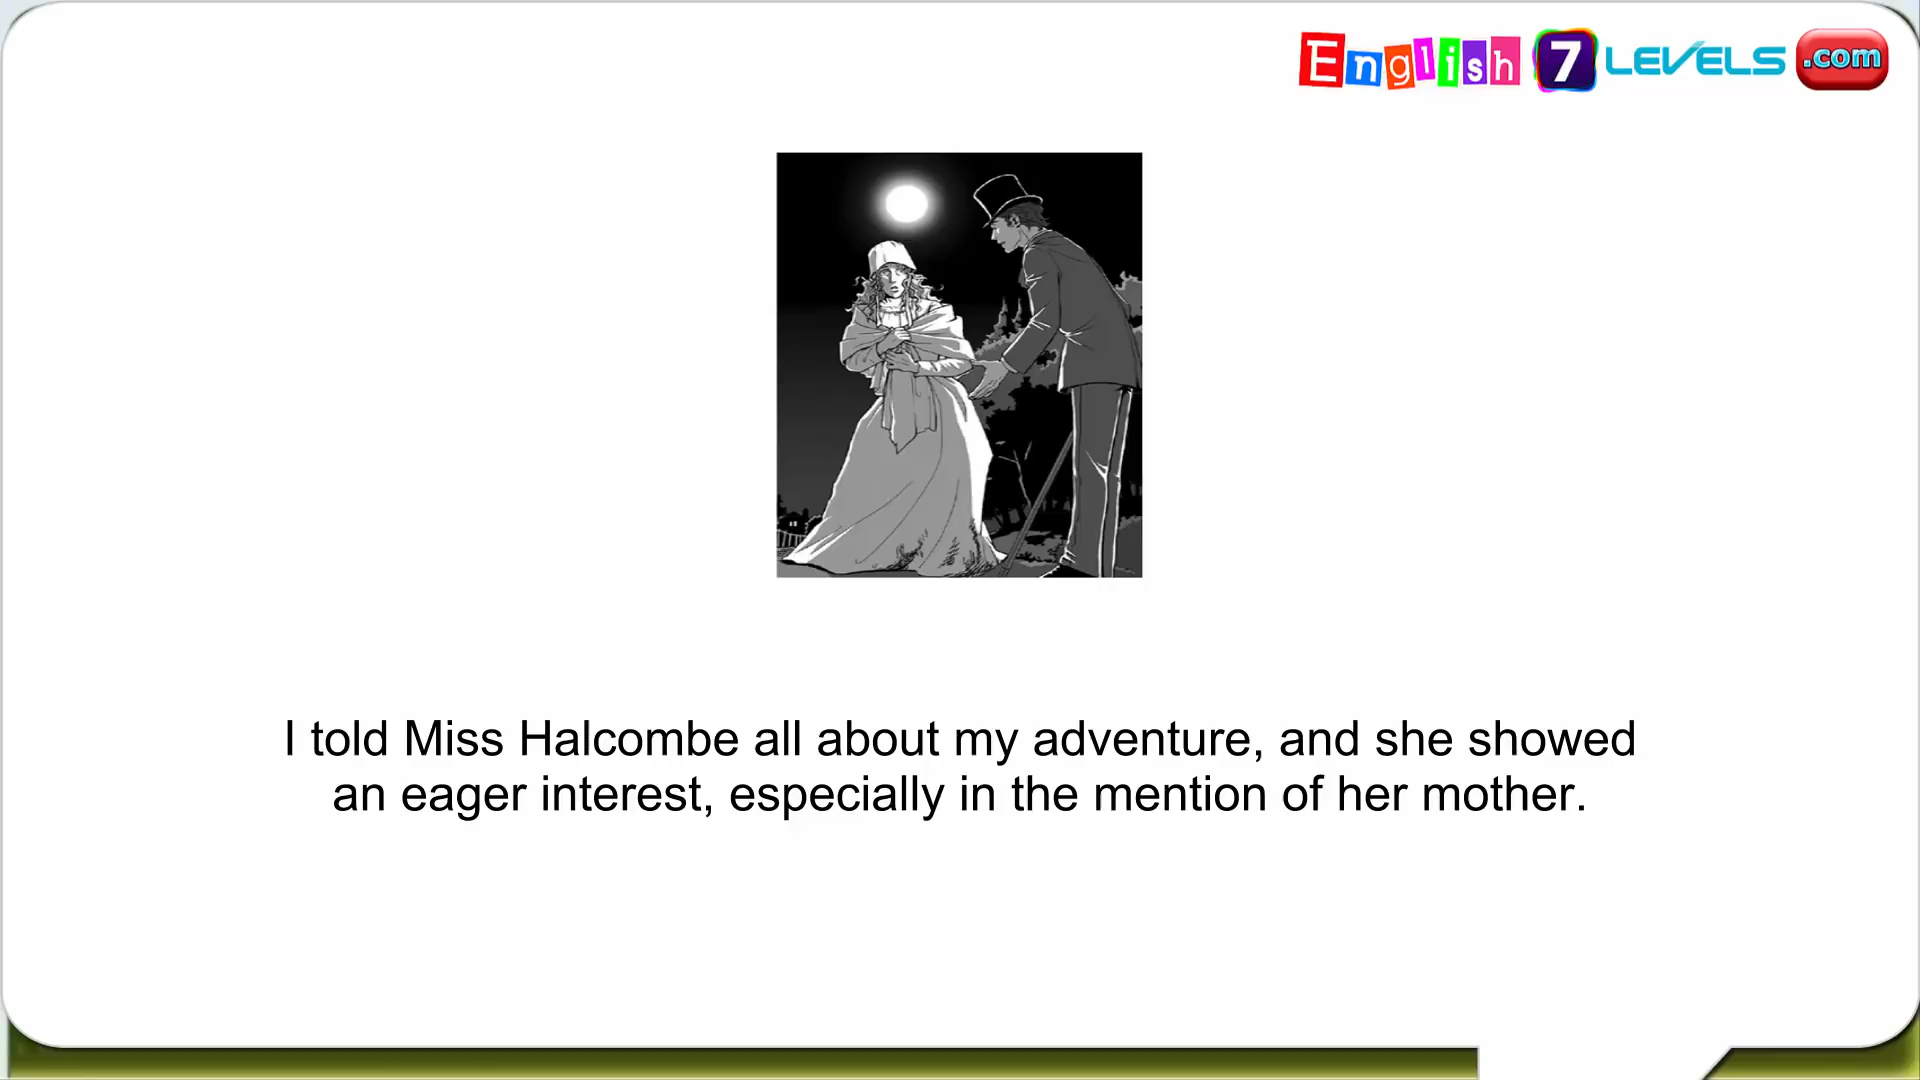 English 7 LEVELS .com
I told Miss Halcombe all about my adventure, and she showed
an eager interest, especially in the mention of her mother.